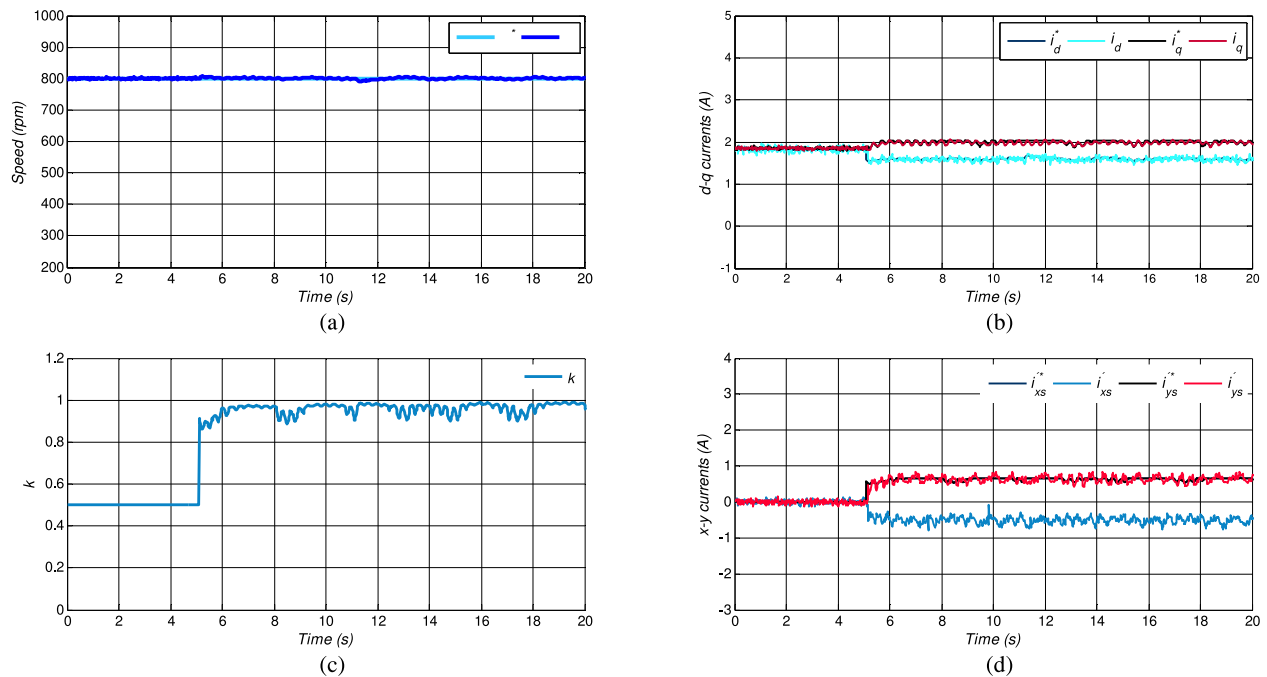 1000
900
800
700
600
500
400
300
200
Speed (rpm)
*
0 2 4 6 8 10 12 14 16 18 20
Time (s)
(a)
5
4
3
2
1
0
-1
d-q currents (A)
i*d id i*q iq
0 2 4 6 8 10 12 14 16 18 20
Time (s)
(b)
1.2
1
0.8
0.6
0.4
0.2
0
k
k
0 2 4 6 8 10 12 14 16 18 20
Time (s)
(c)
4
3
2
1
0
-1
-2
-3
x-y currents (A)
i´*xs i´xs i´*ys i´ys
0 2 4 6 8 10 12 14 16 18 20
Time (s)
(d)